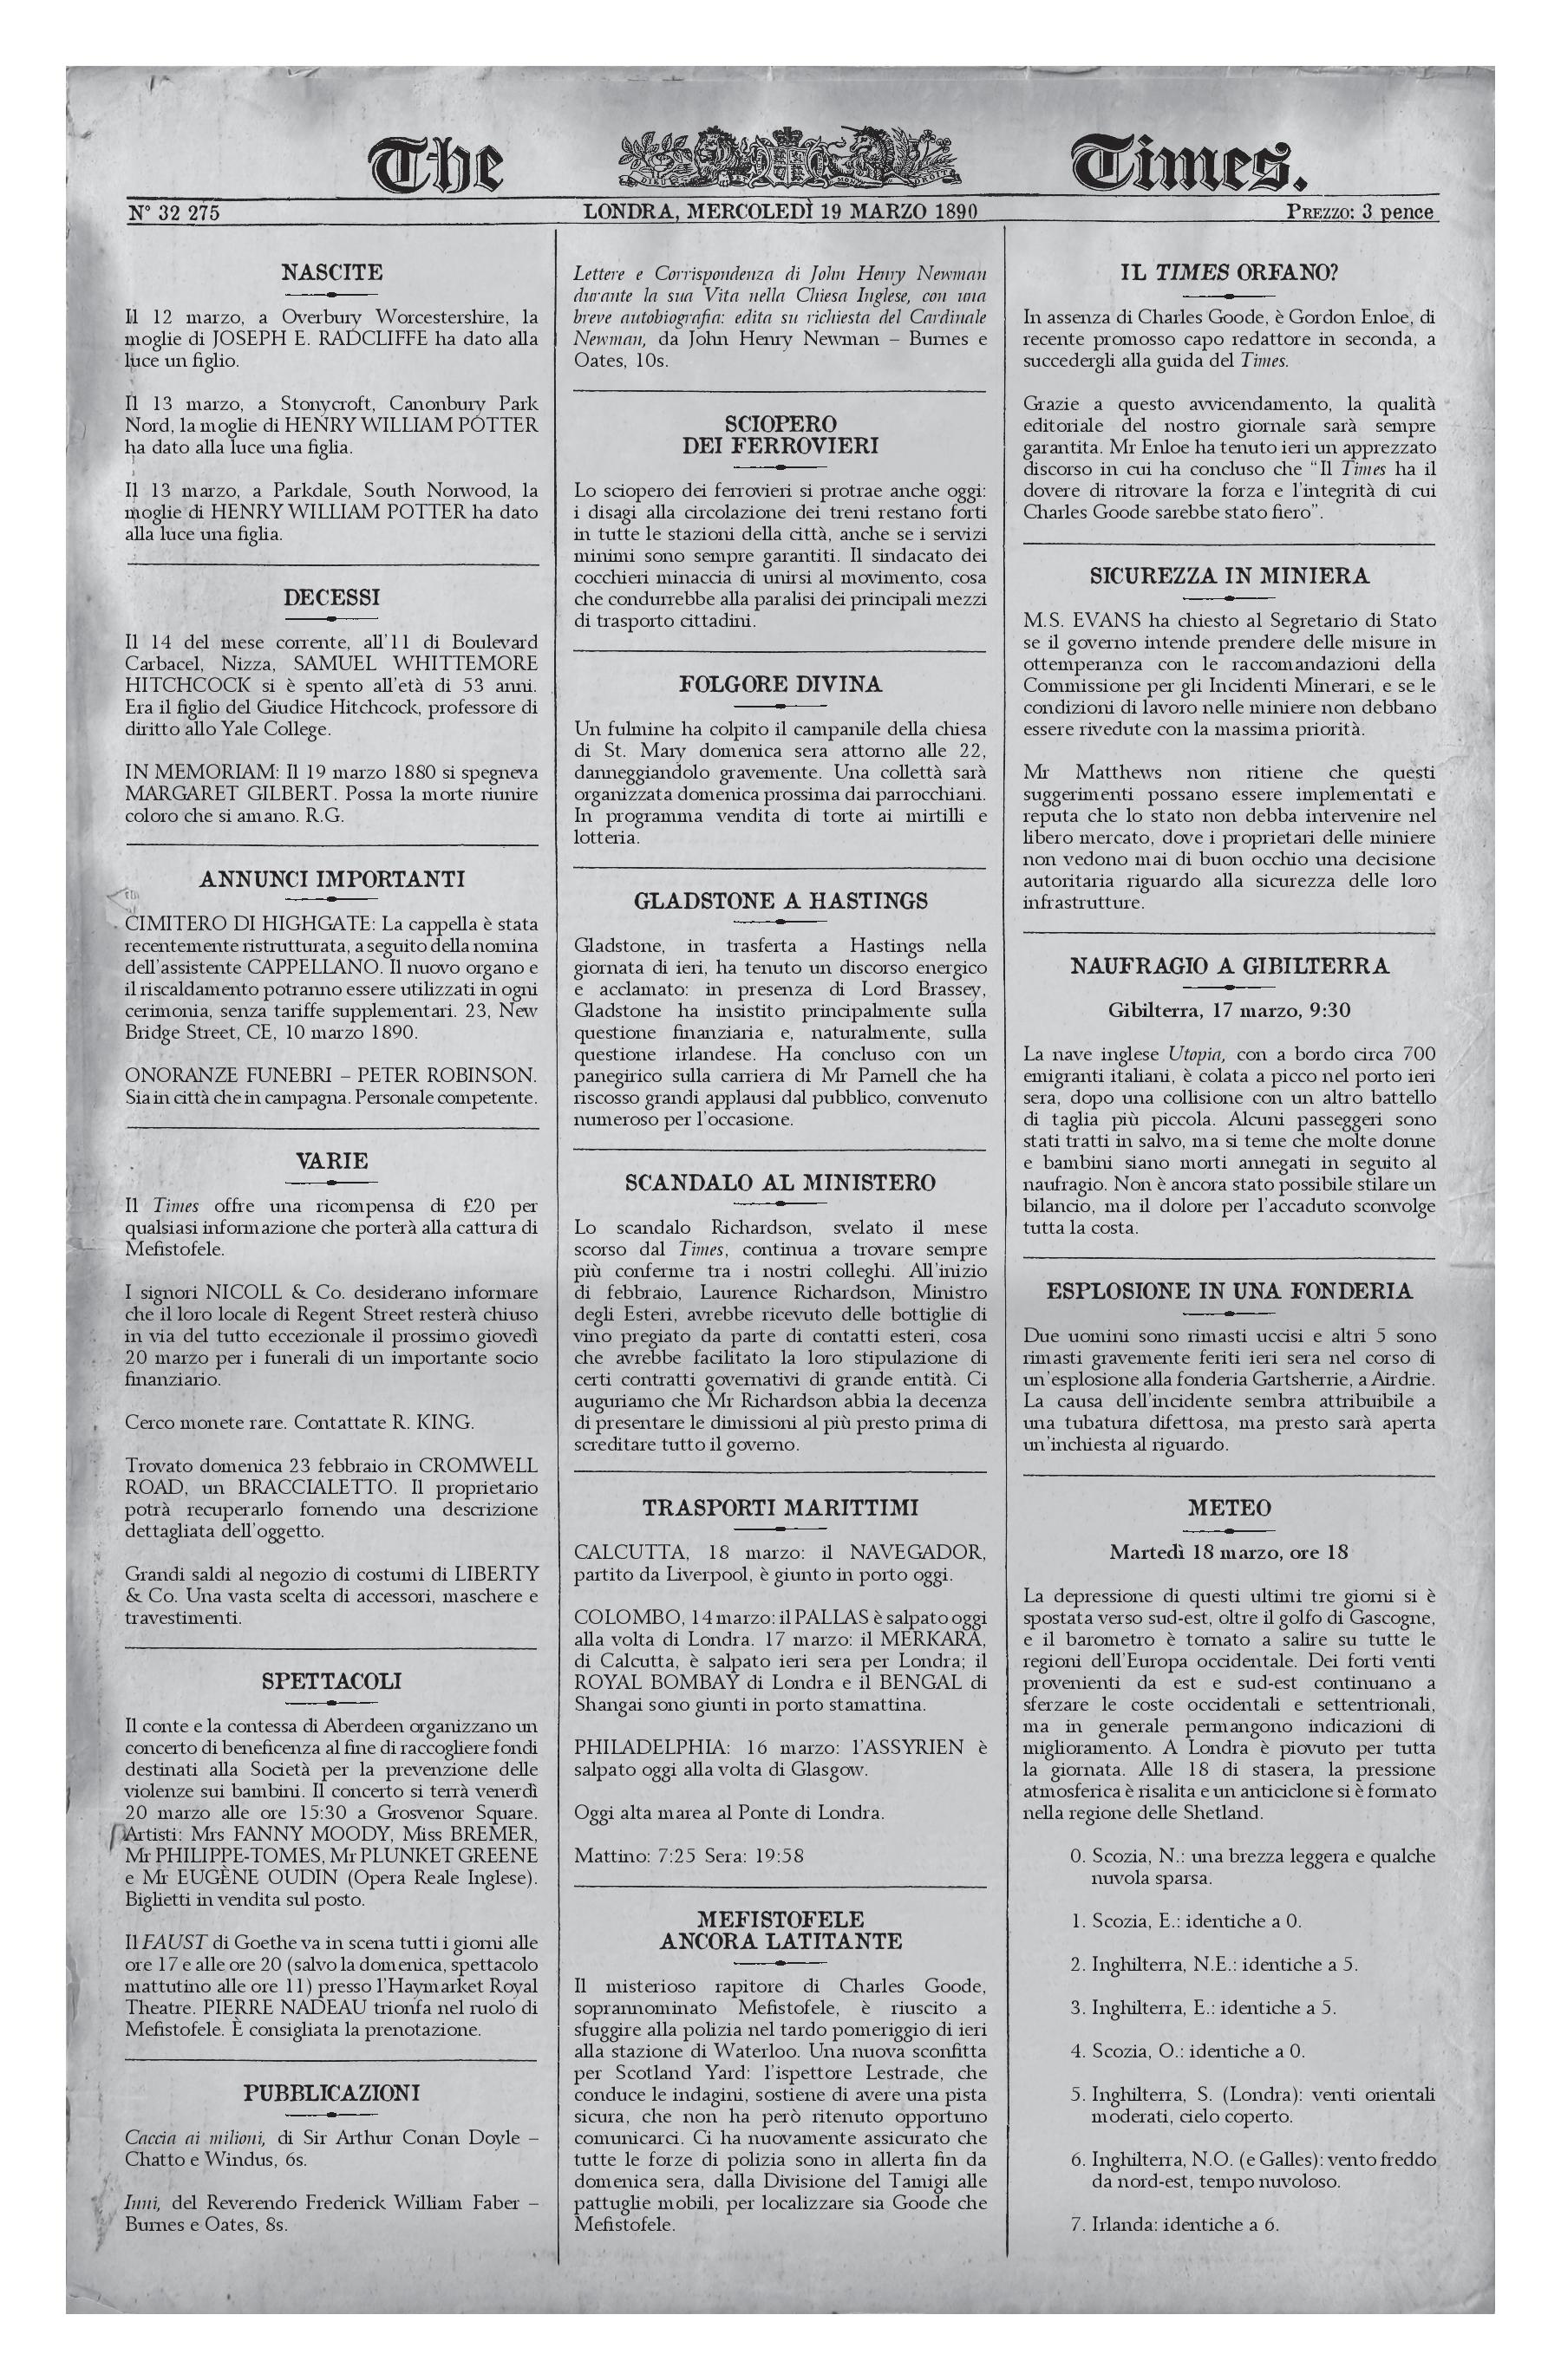 The Times.
N° 32 275
LONDRA, MERCOLEDÌ 19 MARZO 1890
PREZZO: 3 pence
NASCITE
Il 12 marzo, a Overbury Worcestershire, la
moglie di JOSEPH E. RADCLIFFE ha dato alla
luce un figlio.
Il 13 marzo, a Stonycroft, Canonbury Park
Nord, la moglie di HENRY WILLIAM POTTER
ha dato alla luce una figlia.
Il 13 marzo, a Parkdale, South Norwood, la
moglie di HENRY WILLIAM POTTER ha dato
alla luce una figlia.
DECESSI
Il 14 del mese corrente, all'11 di Boulevard
Carbacel, Nizza, SAMUEL WHITTEMORE
HITCHCOCK si è spento all'età di 53 anni.
Era il figlio del Giudice Hitchcock, professore di
diritto allo Yale College.
IN MEMORIAM: Il 19 marzo 1880 si spegneva
MARGARET GILBERT. Possa la morte riunire
coloro che si amano. R.G.
ANNUNCI IMPORTANTI
CIMITERO DI HIGHGATE: La cappella è stata
recentemente ristrutturata, a seguito della nomina
dell'assistente CAPPELLANO. Il nuovo organo e
il riscaldamento potranno essere utilizzati in ogni
cerimonia, senza tariffe supplementari. 23, New
Bridge Street, CE, 10 marzo 1890.
ONORANZE FUNEBRI – PETER ROBINSON.
Sia in città che in campagna. Personale competente.
VARIE
Il Times offre una ricompensa di £20 per
qualsiasi informazione che porterà alla cattura di
Mefistofele.
I signori NICOLL & Co. desiderano informare
che il loro locale di Regent Street resterà chiuso
in via del tutto eccezionale il prossimo giovedì
20 marzo per i funerali di un importante socio
finanziario.
Cerco monete rare. Contattate R. KING.
Trovato domenica 23 febbraio in CROMWELL
ROAD, un BRACCIALETTO. Il proprietario
potrà recuperarlo fornendo una descrizione
dettagliata dell'oggetto.
Grandi saldi al negozio di costumi di LIBERTY
& Co. Una vasta scelta di accessori, maschere e
travestimenti.
SPETTACOLI
Il conte e la contessa di Aberdeen organizzano un
concerto di beneficenza al fine di raccogliere fondi
destinati alla Società per la prevenzione delle
violenze sui bambini. Il concerto si terrà venerdì
20 marzo alle ore 15:30 a Grosvenor Square.
Artisti: Mrs FANNY MOODY, Miss BREMER,
Mr PHILIPPE-TOMES, Mr PLUNKET GREENE
e Mr EUGÈNE OUDIN (Opera Reale Inglese).
Biglietti in vendita sul posto.
Il FAUST di Goethe va in scena tutti i giorni alle
ore 17 e alle ore 20 (salvo la domenica, spettacolo
mattutino alle ore 11) presso l'Haymarket Royal
Theatre. PIERRE NADEAU trionfa nel ruolo di
Mefistofele. È consigliata la prenotazione.
PUBBLICAZIONI
Caccia ai milioni, di Sir Arthur Conan Doyle –
Chatto e Windus, 6s.
Inni, del Reverendo Frederick William Faber –
Burnes e Oates, 8s.
Lettere e Corrispondenza di John Henry Newman
durante la sua Vita nella Chiesa Inglese, con una
breve autobiografia: edita su richiesta del Cardinale
Newman, da John Henry Newman – Burnes e
Oates, 10s.
SCIOPERO
DEI FERROVIERI
Lo sciopero dei ferrovieri si protrae anche oggi:
i disagi alla circolazione dei treni restano forti
in tutte le stazioni della città, anche se i servizi
minimi sono sempre garantiti. Il sindacato dei
cocchieri minaccia di unirsi al movimento, cosa
che condurrebbe alla paralisi dei principali mezzi
di trasporto cittadini.
FOLGORE DIVINA
Un fulmine ha colpito il campanile della chiesa
di St. Mary domenica sera attorno alle 22,
danneggiandolo gravemente. Una collettà sarà
organizzata domenica prossima dai parrocchiani.
In programma vendita di torte ai mirtilli e
lotteria.
GLADSTONE A HASTINGS
Gladstone, in trasferta a Hastings nella
giornata di ieri, ha tenuto un discorso energico
e acclamato: in presenza di Lord Brassey,
Gladstone ha insistito principalmente sulla
questione finanziaria e, naturalmente, sulla
questione irlandese. Ha concluso con un
panegirico sulla carriera di Mr Parnell che ha
riscosso grandi applausi dal pubblico, convenuto
numeroso per l'occasione.
SCANDALO AL MINISTERO
Lo scandalo Richardson, svelato il mese
scorso dal Times, continua a trovare sempre
più conferme tra i nostri colleghi. All'inizio
di febbraio, Laurence Richardson, Ministro
degli Esteri, avrebbe ricevuto delle bottiglie di
vino pregiato da parte di contatti esteri, cosa
che avrebbe facilitato la loro stipulazione di
certi contratti governativi di grande entità. Ci
auguriamo che Mr Richardson abbia la decenza
di presentare le dimissioni al più presto prima di
screditare tutto il governo.
TRASPORTI MARITTIMI
CALCUTTA, 18 marzo: il NAVEGADOR,
partito da Liverpool, è giunto in porto oggi.
COLOMBO, 14 marzo: il PALLAS è salpato oggi
alla volta di Londra. 17 marzo: il MERKARA,
di Calcutta, è salpato ieri sera per Londra; il
ROYAL BOMBAY di Londra e il BENGAL di
Shangai sono giunti in porto stamattina.
PHILADELPHIA: 16 marzo: l'ASSYRIEN è
salpato oggi alla volta di Glasgow.
Oggi alta marea al Ponte di Londra.
Mattino: 7:25 Sera: 19:58
MEFISTOFELE
ANCORA LATITANTE
Il misterioso rapitore di Charles Goode,
soprannominato Mefistofele, è riuscito a
sfuggire alla polizia nel tardo pomeriggio di ieri
alla stazione di Waterloo. Una nuova sconfitta
per Scotland Yard: l'ispettore Lestrade, che
conduce le indagini, sostiene di avere una pista
sicura, che non ha però ritenuto opportuno
comunicarci. Ci ha nuovamente assicurato che
tutte le forze di polizia sono in allerta fin da
domenica sera, dalla Divisione del Tamigi alle
pattuglie mobili, per localizzare sia Goode che
Mefistofele.
IL TIMES ORFANO?
In assenza di Charles Goode, è Gordon Enloe, di
recente promosso capo redattore in seconda, a
succedergli alla guida del Times.
Grazie a questo avvicendamento, la qualità
editoriale del nostro giornale sarà sempre
garantita. Mr Enloe ha tenuto ieri un apprezzato
discorso in cui ha concluso che “Il Times ha il
dovere di ritrovare la forza e l'integrità di cui
Charles Goode sarebbe stato fiero”.
SICUREZZA IN MINIERA
M.S. EVANS ha chiesto al Segretario di Stato
se il governo intende prendere delle misure in
ottemperanza con le raccomandazioni della
Commissione per gli Incidenti Minerari, e se le
condizioni di lavoro nelle miniere non debbano
essere rivedute con la massima priorità.
Mr Matthews non ritiene che questi
suggerimenti possano essere implementati e
reputa che lo stato non debba intervenire nel
libero mercato, dove i proprietari delle miniere
non vedono mai di buon occhio una decisione
autoritaria riguardo alla sicurezza delle loro
infrastrutture.
NAUFRAGIO A GIBILTERRA
Gibilterra, 17 marzo, 9:30
La nave inglese Utopia, con a bordo circa 700
emigranti italiani, è colata a picco nel porto ieri
sera, dopo una collisione con un altro battello
di taglia più piccola. Alcuni passeggeri sono
stati tratti in salvo, ma si teme che molte donne
e bambini siano morti annegati in seguito al
naufragio. Non è ancora stato possibile stilare un
bilancio, ma il dolore per l'accaduto sconvolge
tutta la costa.
ESPLOSIONE IN UNA FONDERIA
Due uomini sono rimasti uccisi e altri 5 sono
rimasti gravemente feriti ieri sera nel corso di
un'esplosione alla fonderia Gartsherrie, a Airdrie.
La causa dell'incidente sembra attribuibile a
una tubatura difettosa, ma presto sarà aperta
un'inchiesta al riguardo.
METEO
Martedì 18 marzo, ore 18
La depressione di questi ultimi tre giorni si è
spostata verso sud-est, oltre il golfo di Gascogne,
e il barometro è tornato a salire su tutte le
regioni dell'Europa occidentale. Dei forti venti
provenienti da est e sud-est continuano a
sferzare le coste occidentali e settentrionali,
ma in generale permangono indicazioni di
miglioramento. A Londra è piovuto per tutta
la giornata. Alle 18 di stasera, la pressione
atmosferica è risalita e un anticiclone si è formato
nella regione delle Shetland.
0. Scozia, N.: una brezza leggera e qualche
nuvola sparsa.
1. Scozia, E.: identiche a 0.
2. Inghilterra, N.E.: identiche a 5.
3. Inghilterra, E.: identiche a 5.
4. Scozia, O.: identiche a 0.
5. Inghilterra, S. (Londra): venti orientali
moderati, cielo coperto.
6. Inghilterra, N.O. (e Galles): vento freddo
da nord-est, tempo nuvoloso.
7. Irlanda: identiche a 6.